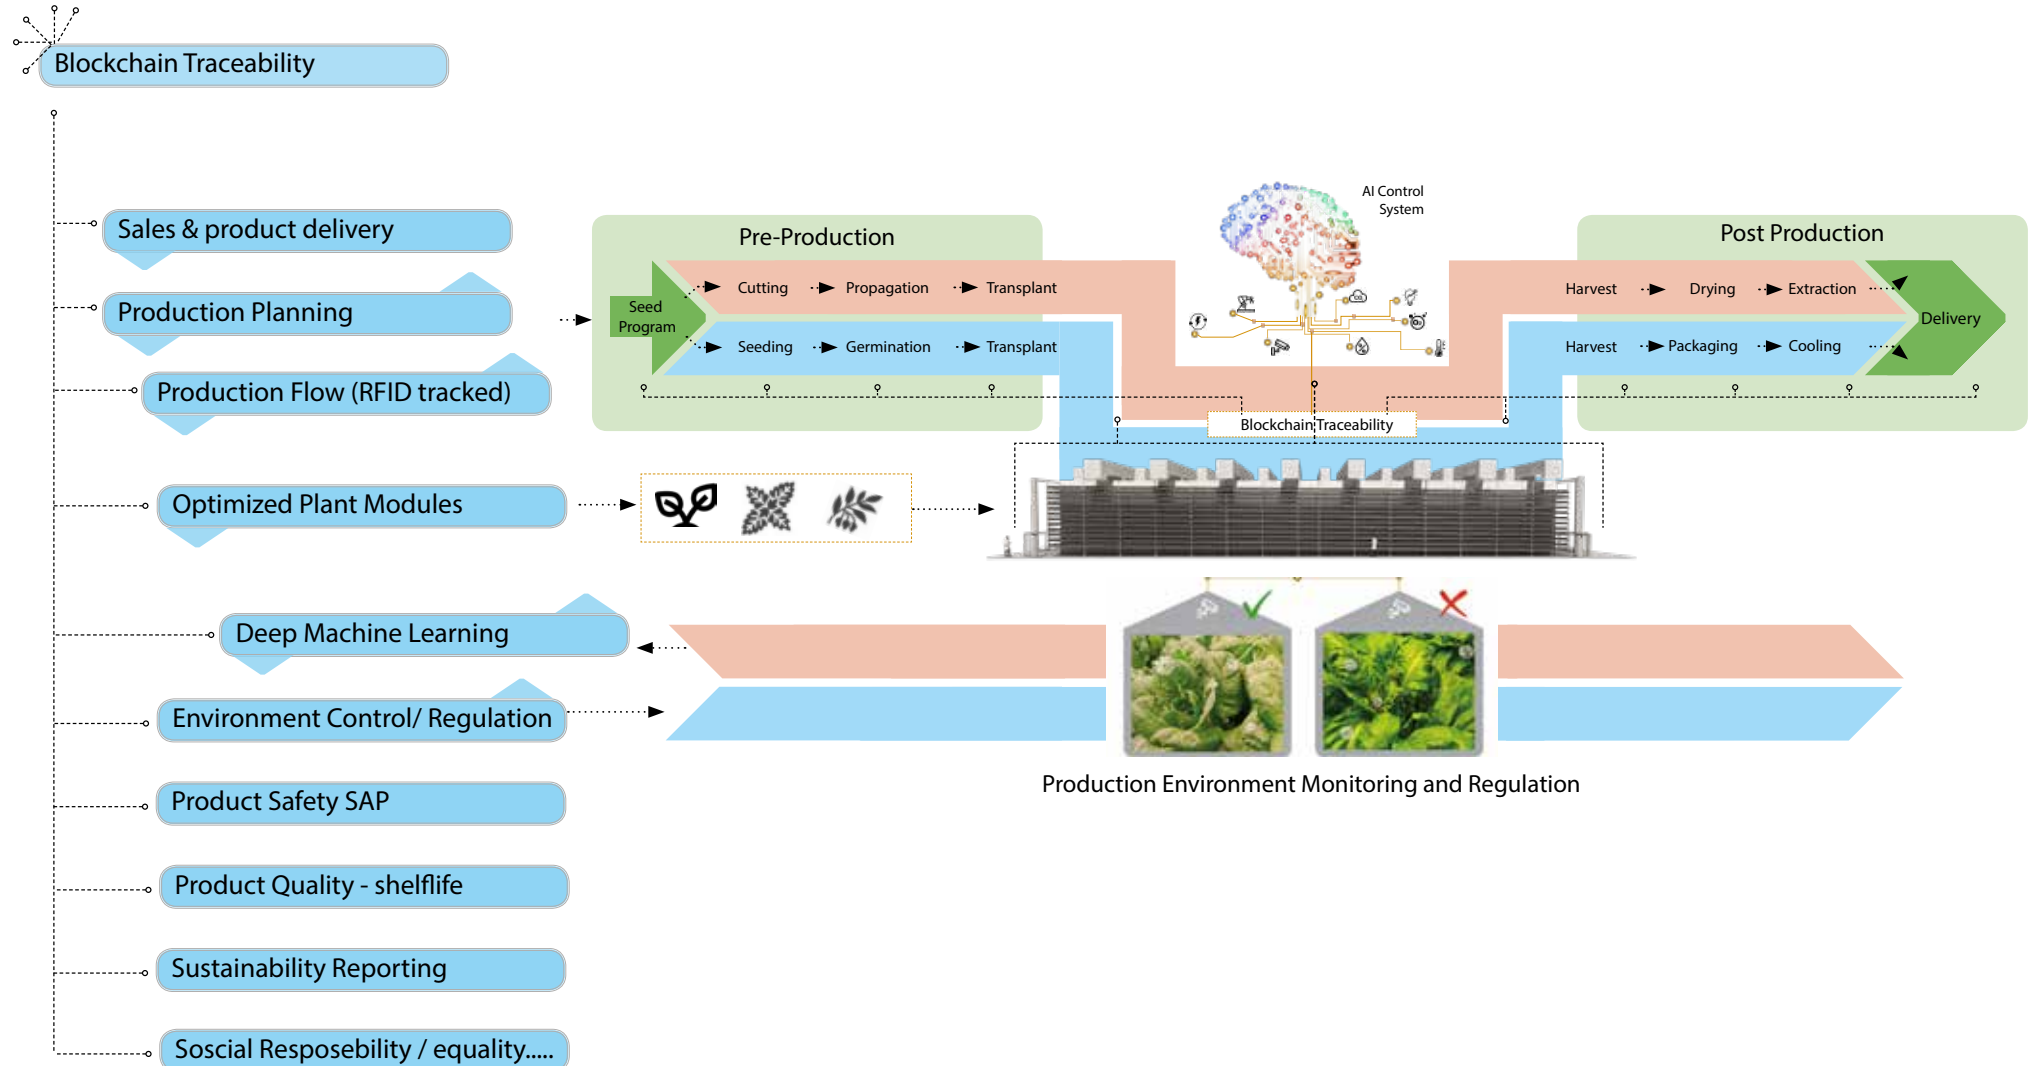 Blockchain Traceability
Sales & product delivery
Production Planning
Production Flow (RFID tracked)
Optimized Plant Modules
Deep Machine Learning
Environment Control/ Regulation
Product Safety SAP
Product Quality - shelflife
Sustainability Reporting
Soscial Resposebility / equality.....
Pre-Production
Seed
Program
Cutting
Propagation
Transplant
Seeding
Germination
Transplant
AI Control
System
Blockchain Traceability
Post Production
Harvest
Drying
Extraction
Harvest
Packaging
Cooling
Delivery
Production Environment Monitoring and Regulation